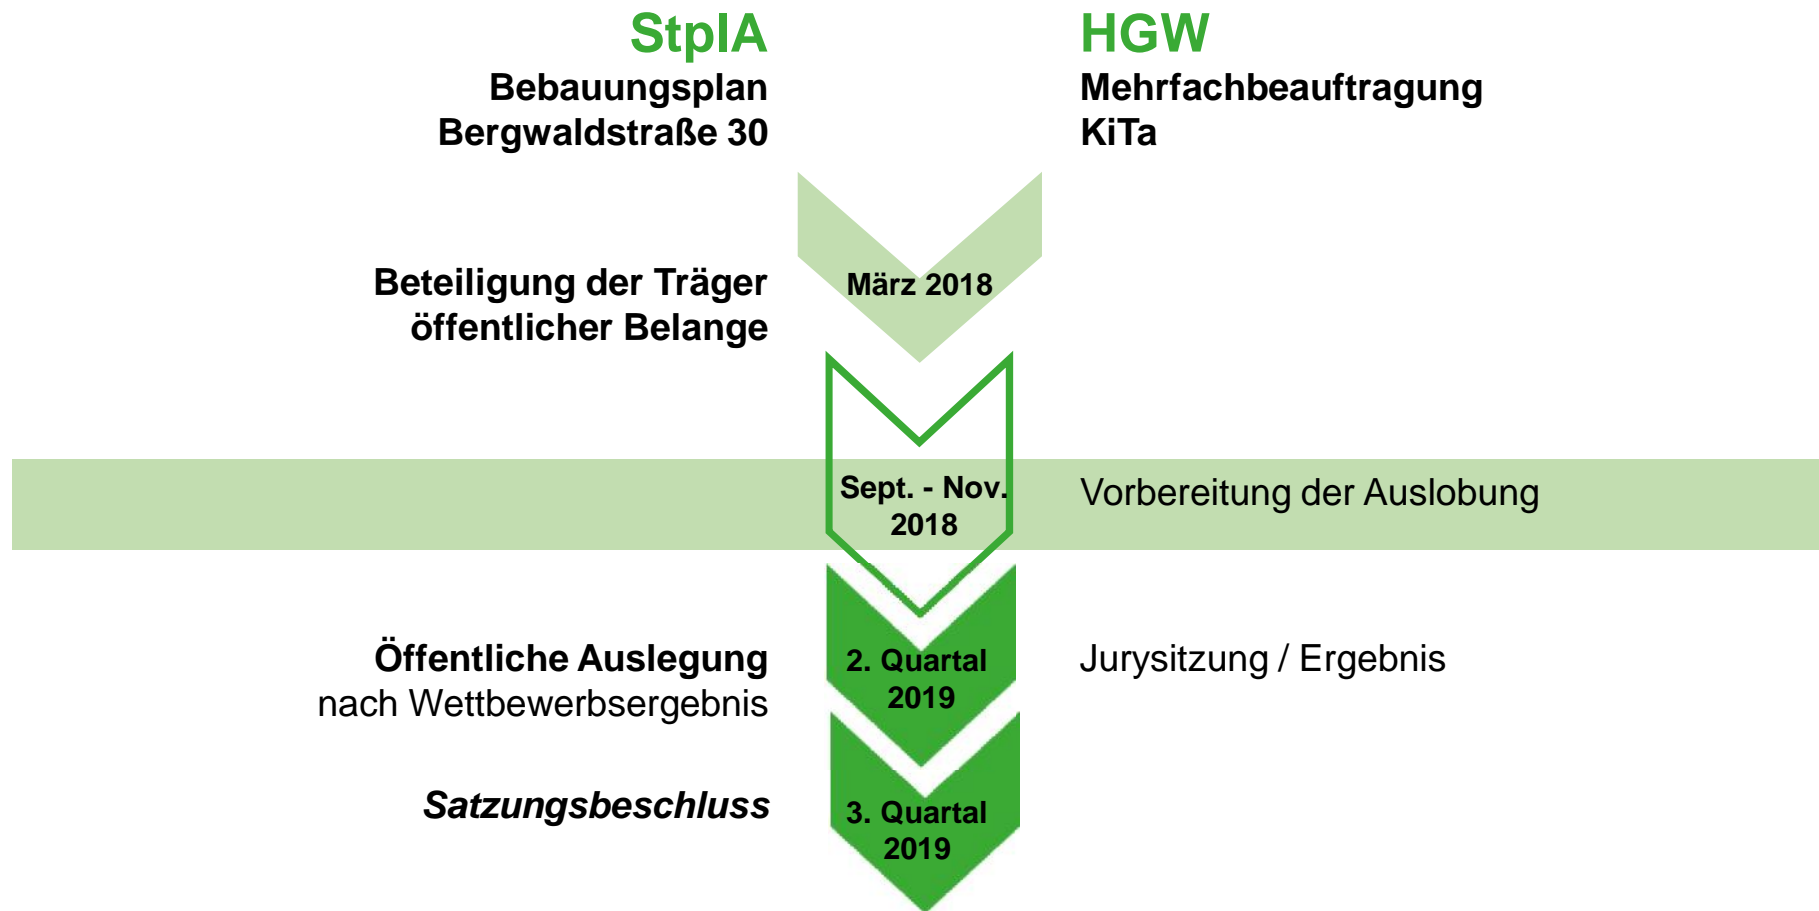 StplA
Bebauungsplan
Bergwaldstraße 30
HGW
Mehrfachbeauftragung
KiTa
Beteiligung der Träger
öffentlicher Belange
März 2018
Sept. - Nov.
2018
Vorbereitung der Auslobung
Öffentliche Auslegung
nach Wettbewerbsergebnis
2. Quartal
2019
Jurysitzung / Ergebnis
Satzungsbeschluss
3. Quartal
2019